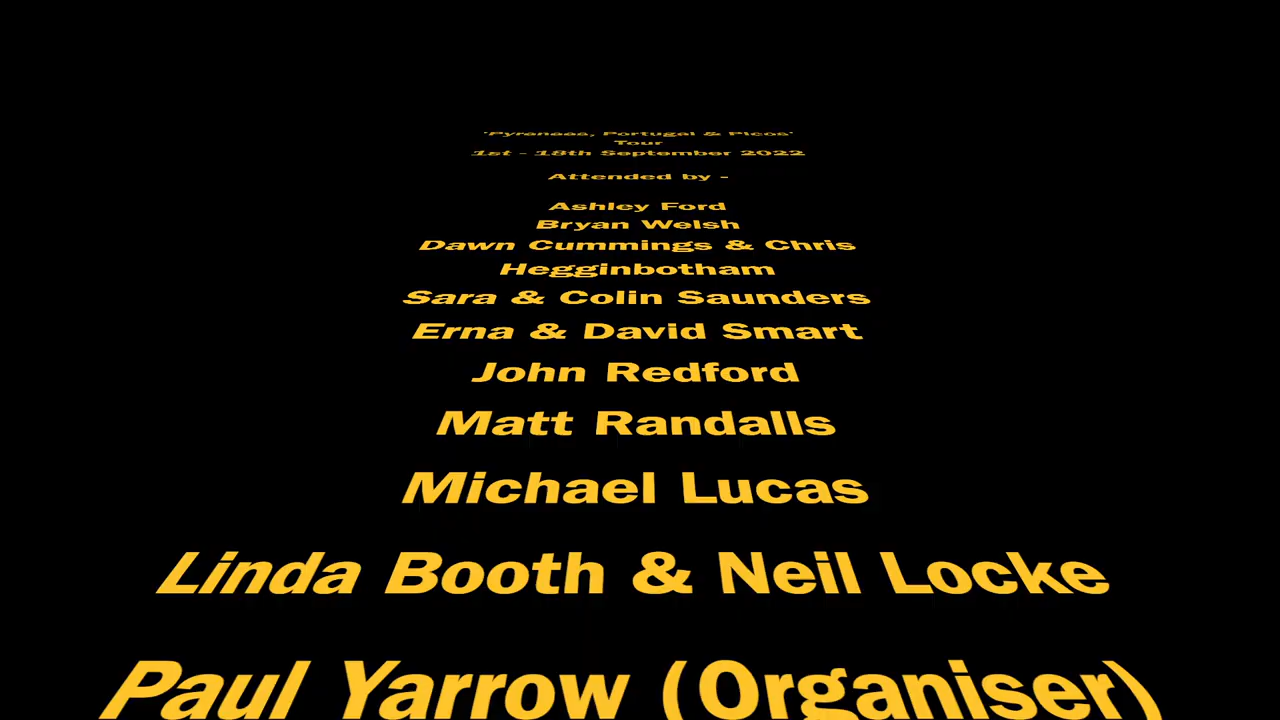 'Pyrenees, Portugal & Picos'
Tour
1st - 18th September 2022
Attended by -
Ashley Ford
Bryan Welsh
Dawn Cummings & Chris
Hegginbotham
Sara & Colin Saunders
Erna & David Smart
John Redford
Matt Randalls
Michael Lucas
Linda Booth & Neil Locke
Paul Yarrow (Organiser)